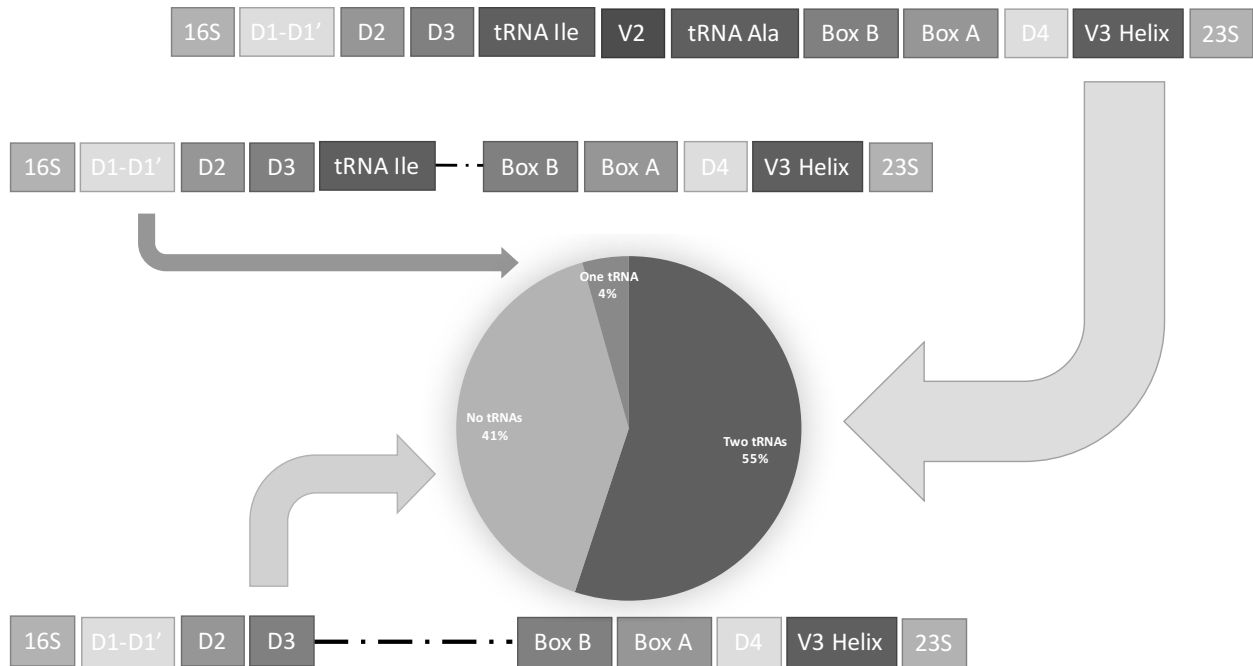 16S D1-D1’ D2 D3 tRNA Ile V2 tRNA Ala Box B Box A D4 V3 Helix 23S
16S D1-D1’ D2 D3 tRNA Ile Box B Box A D4 V3 Helix 23S
One tRNA
4%
No tRNAs
41%
Two tRNAs
55%
16S D1-D1’ D2 D3 Box B Box A D4 V3 Helix 23S